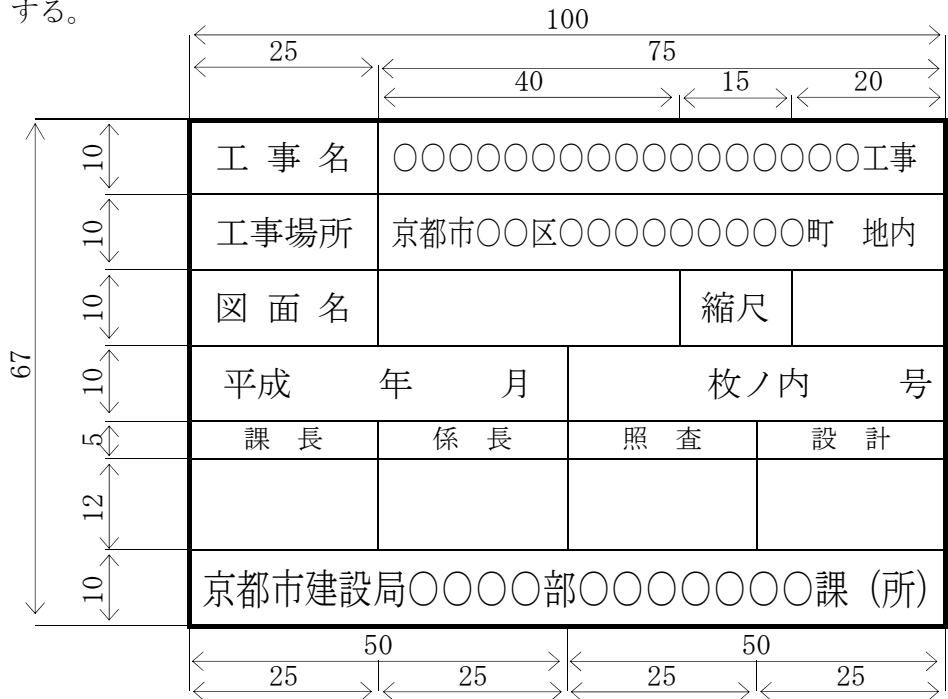 する。
100
25 75
40 15 20
10 工 事 名 ○○○○○○○○○○○○○○○○○工事
10 工事場所 京都市○○区○○○○○○○○○町　地内
10 図 面 名 縮尺
67
10 平成　　年　　月 枚ノ内　　号
5 課　長 係　長 照　査 設　計
12
10 京都市建設局○○○○部○○○○○○○課（所）
50 50
25 25 25 25